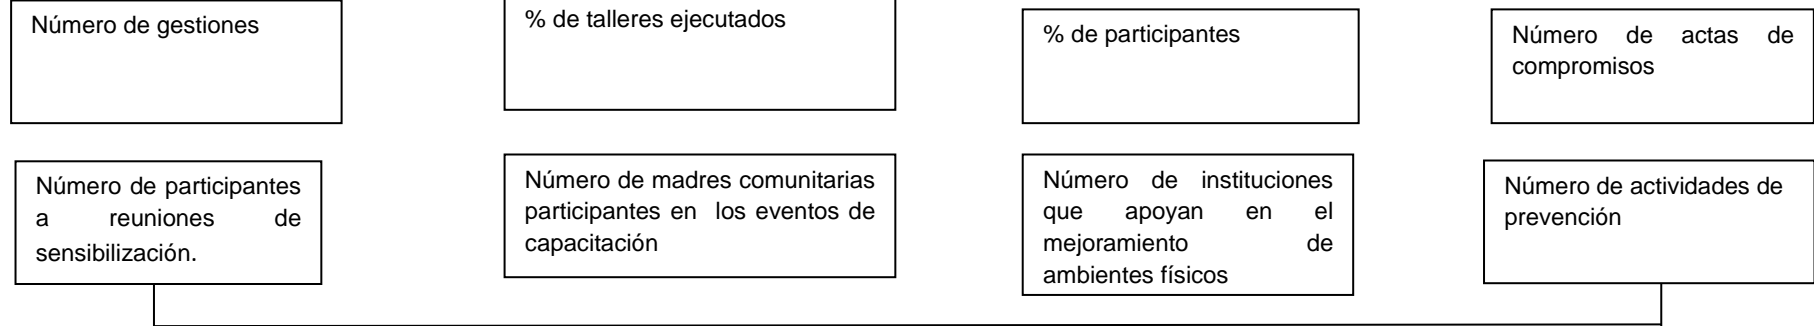 Número de gestiones
% de talleres ejecutados
% de participantes
Número de actas de
compromisos
Número de participantes
a reuniones de
sensibilización.
Número de madres comunitarias
participantes en los eventos de
capacitación
Número de instituciones
que apoyan en el
mejoramiento de
ambientes físicos
Número de actividades de
prevención